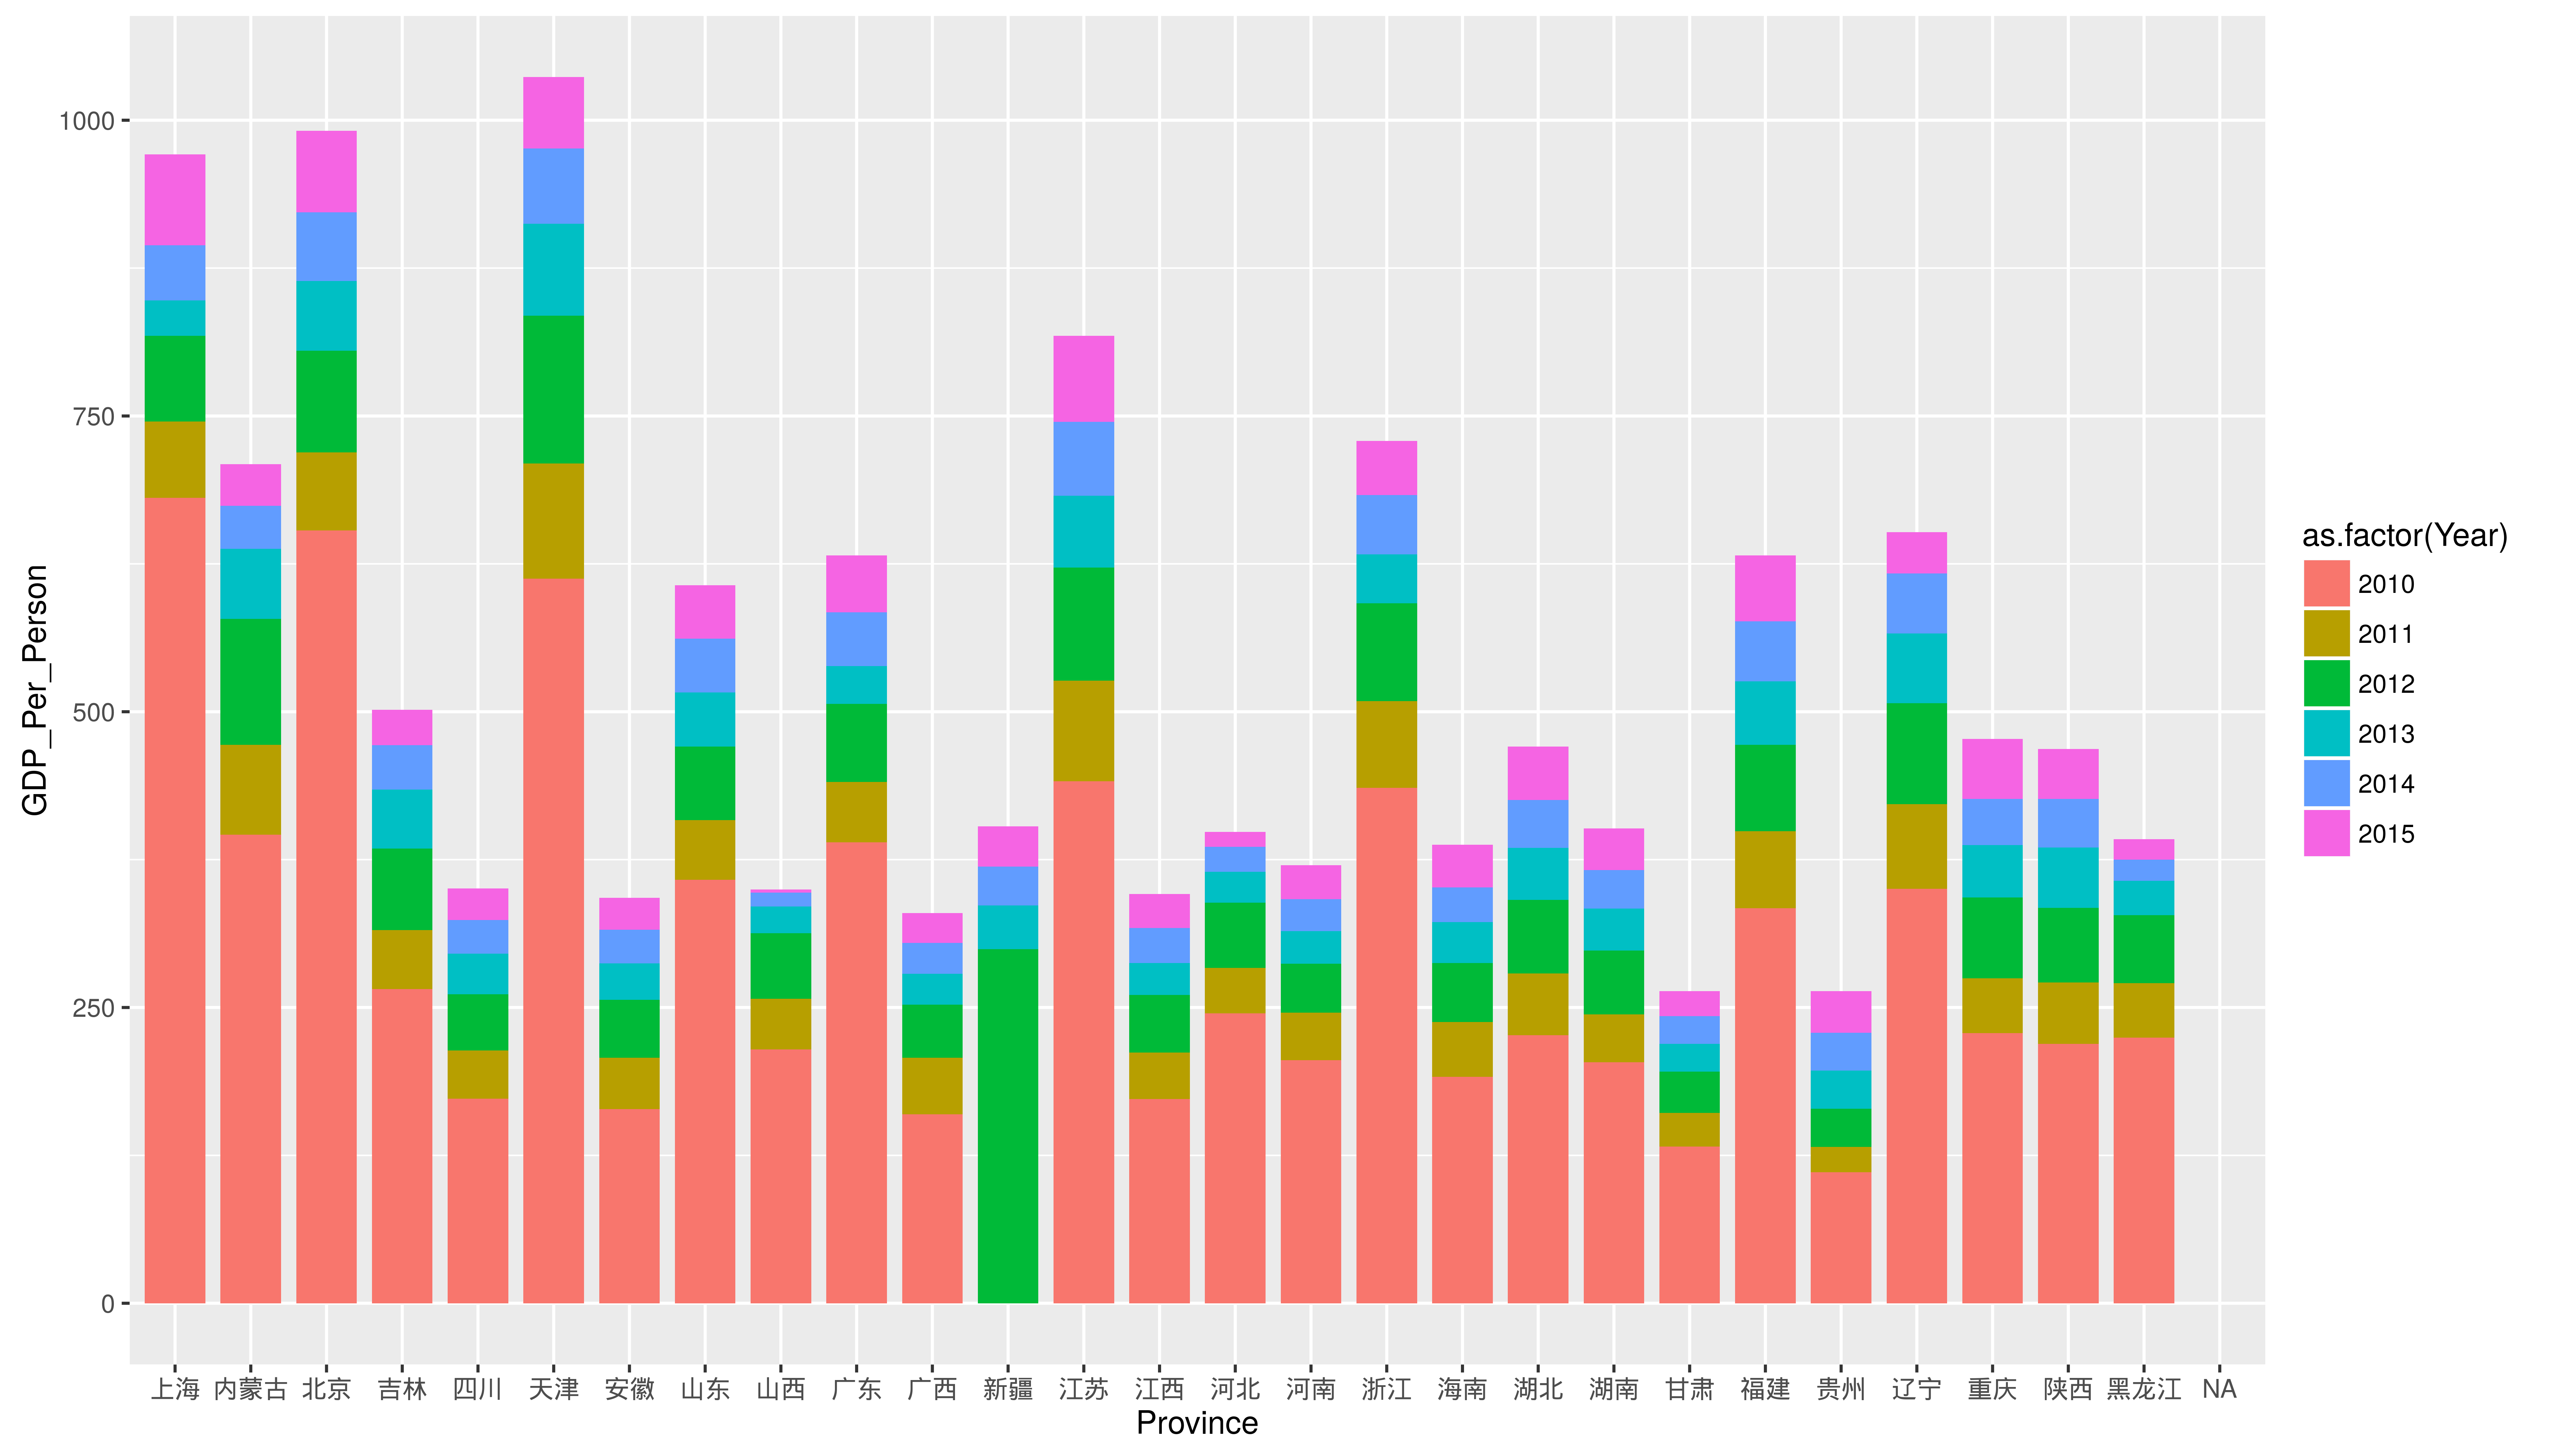 1000
750
500
250
0
GDP_Per_Person
上海 内蒙古 北京 吉林 四川 天津 安徽 山东 山西 广东 广西 新疆 江苏 江西 河北 河南 浙江 海南 湖北 湖南 甘肃 福建 贵州 辽宁 重庆 陕西 黑龙江 NA
Province
as.factor(Year)
2010
2011
2012
2013
2014
2015